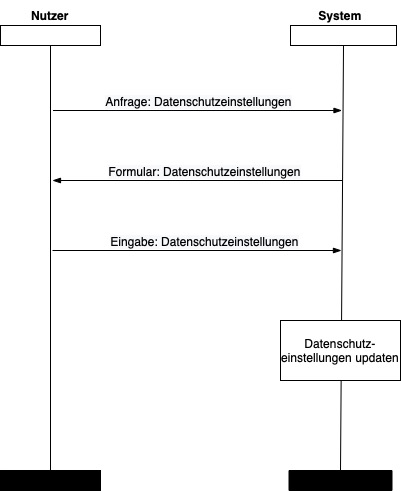 Nutzer
System
Anfrage: Datenschutzeinstellungen
Formular: Datenschutzeinstellungen
Eingabe: Datenschutzeinstellungen
Datenschutz-
einstellungen updaten